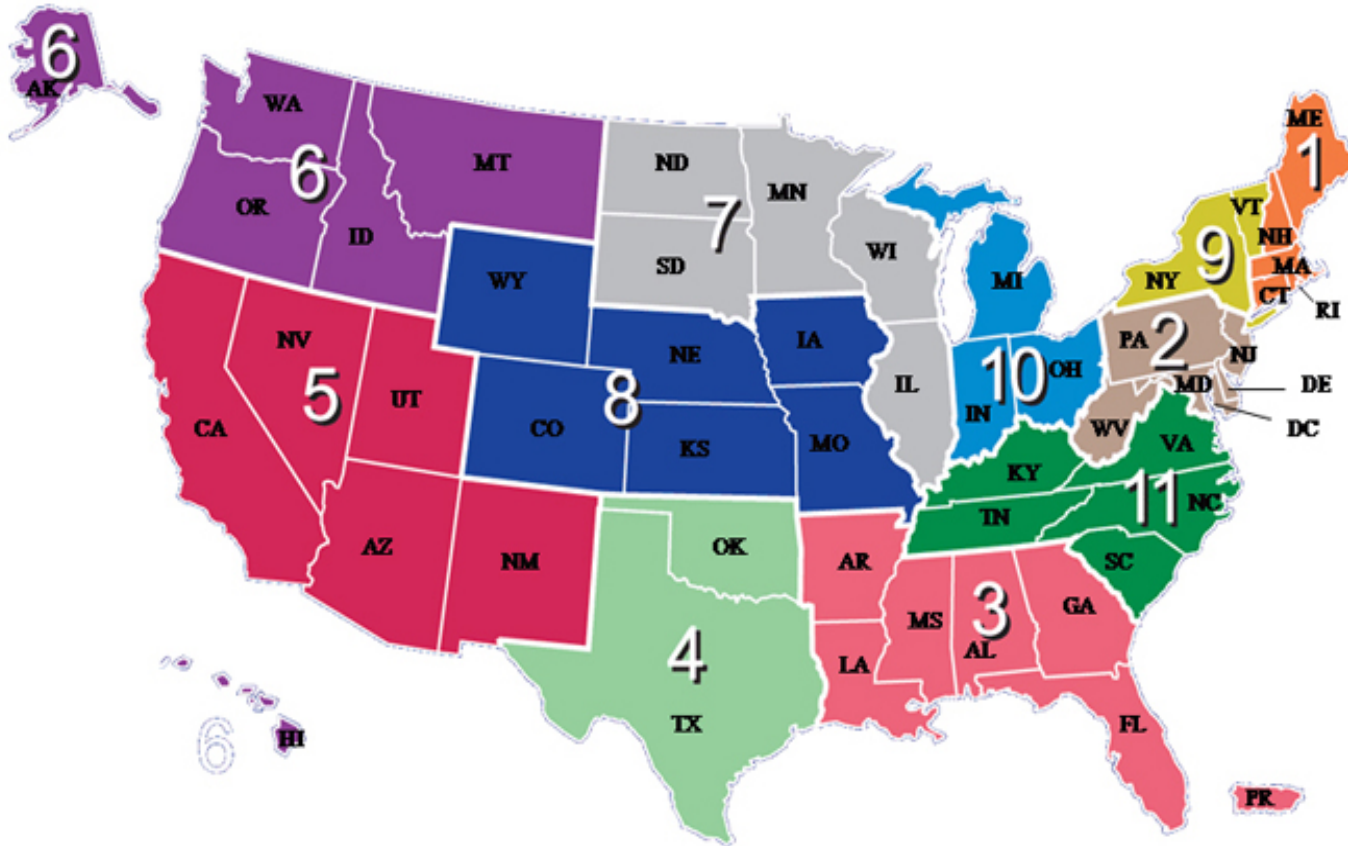 6
AK
WA
ME
1
MT
ND
6
MN
OR
7
VT
ID
NH
WI
9
SD
WY
MI
MA
NY
CT
RI
NV
PA
2
IA
NE
NJ
OH
10
UT
5
MD
DE
IL
8
IN
CA
CO
WV
DC
VA
MO
KS
KY
11
NC
TN
AZ
OK
NM
AR
SC
3
GA
MS
AL
4
LA
TX
FL
6
HI
PR